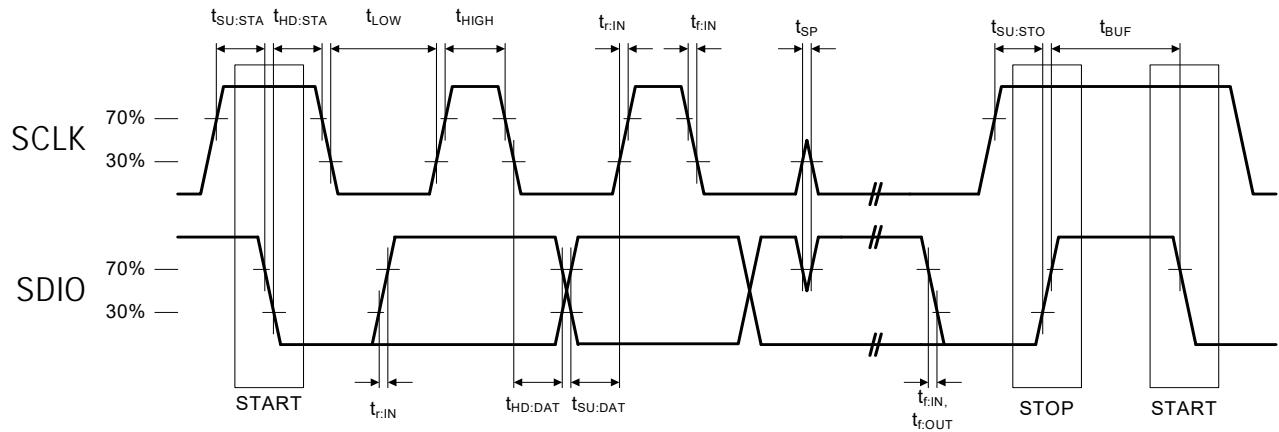 tSU:STA tHD:STA tLOW tHIGH tr:IN tf:IN tSP tSU:STO tBUF
SCLK
70%
30%
SDIO
70%
30%
START
tr:IN
tHD:DAT tSU:DAT
tf:IN,
tf:OUT
STOP
START